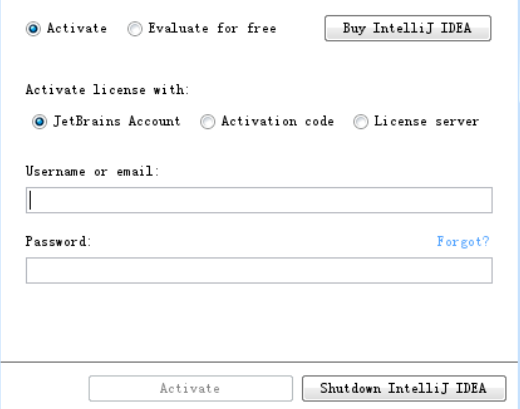 Activate Evaluate for free Buy IntelliJ IDEA
Activate license with:
JetBrains Account Activation code License server
Username or email:
Password: Forgot?
Activate Shutdown IntelliJ IDEA